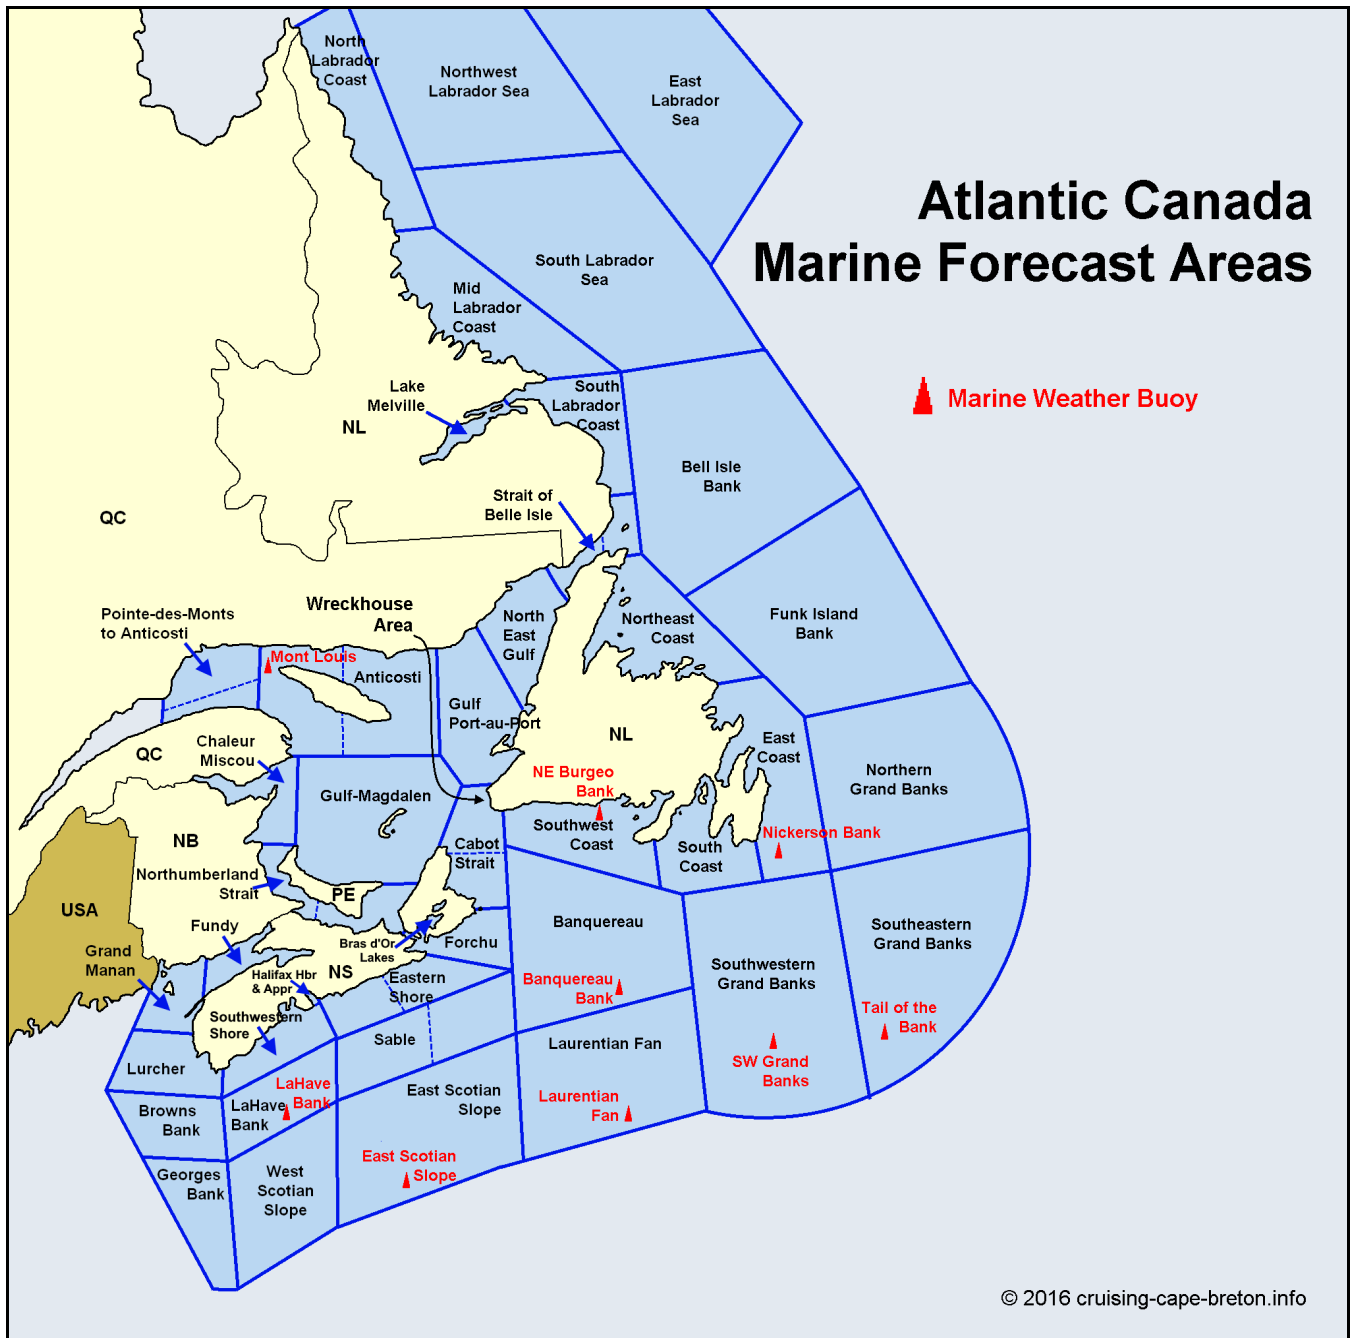 North
Labrador
Coast
Northwest
Labrador Sea
East
Labrador
Sea
Atlantic Canada
Marine Forecast Areas
South Labrador
Sea
Mid
Labrador
Coast
Marine Weather Buoy
Lake
Melville
South
Labrador
Coast
NL
Bell Isle
Bank
Strait of
Belle Isle
QC
Pointe-des-Monts
to Anticosti
Wreckhouse
Area
North
East
Gulf
Northeast
Coast
Funk Island
Bank
Mont Louis
Anticosti
Gulf
Port-au-Port
NL
East
Coast
QC
Chaleur
Miscou
NE Burgeo
Bank
Northern
Grand Banks
Gulf-Magdalen
Southwest
Coast
Nickerson Bank
NB
Cabot
Strait
South
Coast
Northumberland
Strait
PE
USA
Fundy
Banquereau
Southeastern
Grand Banks
Grand
Manan
Bras d'Or
Lakes
Forchu
Halifax Hbr
& Appr
NS
Eastern
Shore
Banquereau
Bank
Southwestern
Grand Banks
Southwestern
Shore
Tail of the
Bank
Sable
Laurentian Fan
Lurcher
SW Grand
Banks
LaHave
Bank
East Scotian
Slope
Laurentian
Fan
Browns
Bank
LaHave
Bank
East Scotian
Slope
Georges
Bank
West
Scotian
Slope
© 2016 cruising-cape-breton.info